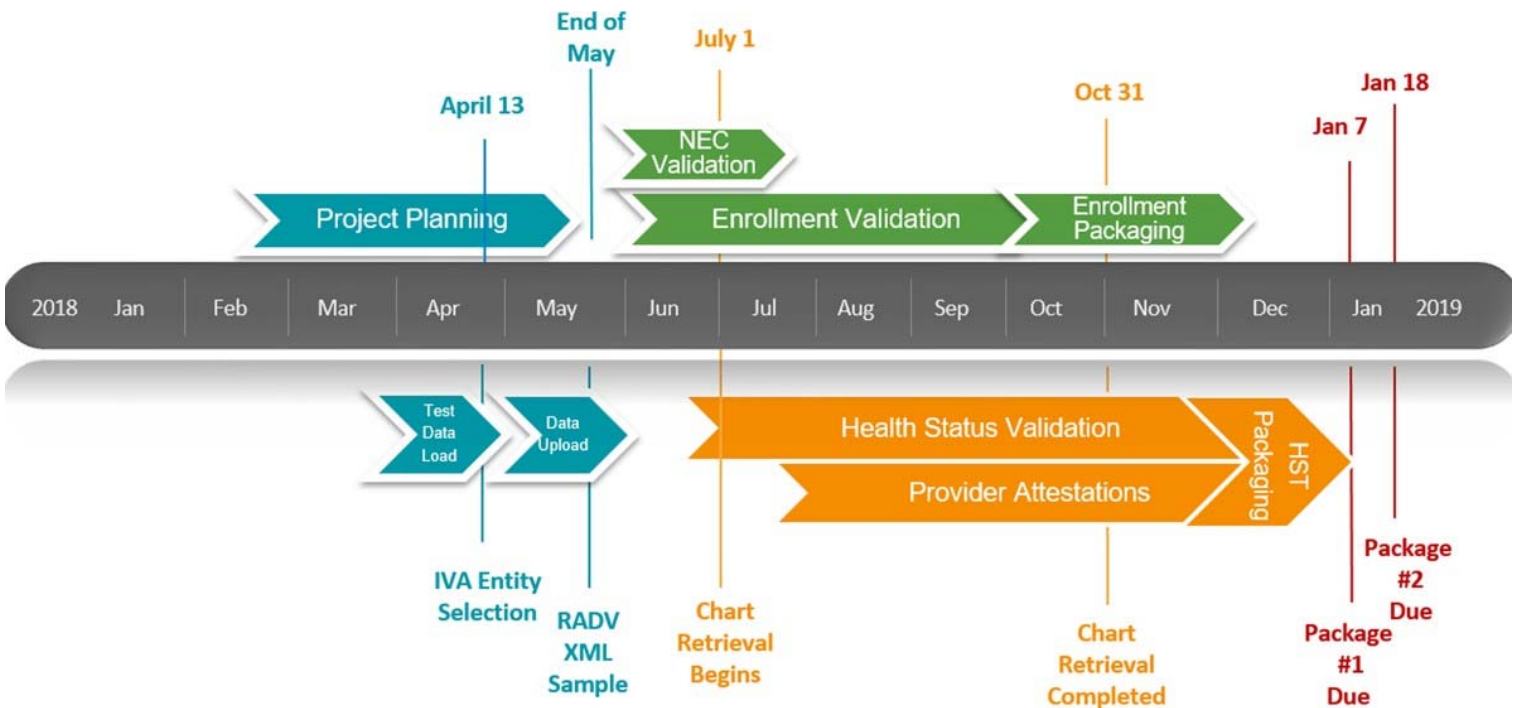 End of
May
July 1
Jan 18
April 13
Oct 31
Jan 7
NEC
Validation
Project Planning
Enrollment Validation
Enrollment
Packaging
2018 Jan Feb Mar Apr May Jun Jul Aug Sep Oct Nov Dec Jan 2019
Test
Data
Load
Data
Upload
Health Status Validation
Provider Attestations
HST
Packaging
IVA Entity
Selection
RADV
XML
Sample
Chart
Retrieval
Begins
Chart
Retrieval
Completed
Package
#1
Due
Package
#2
Due